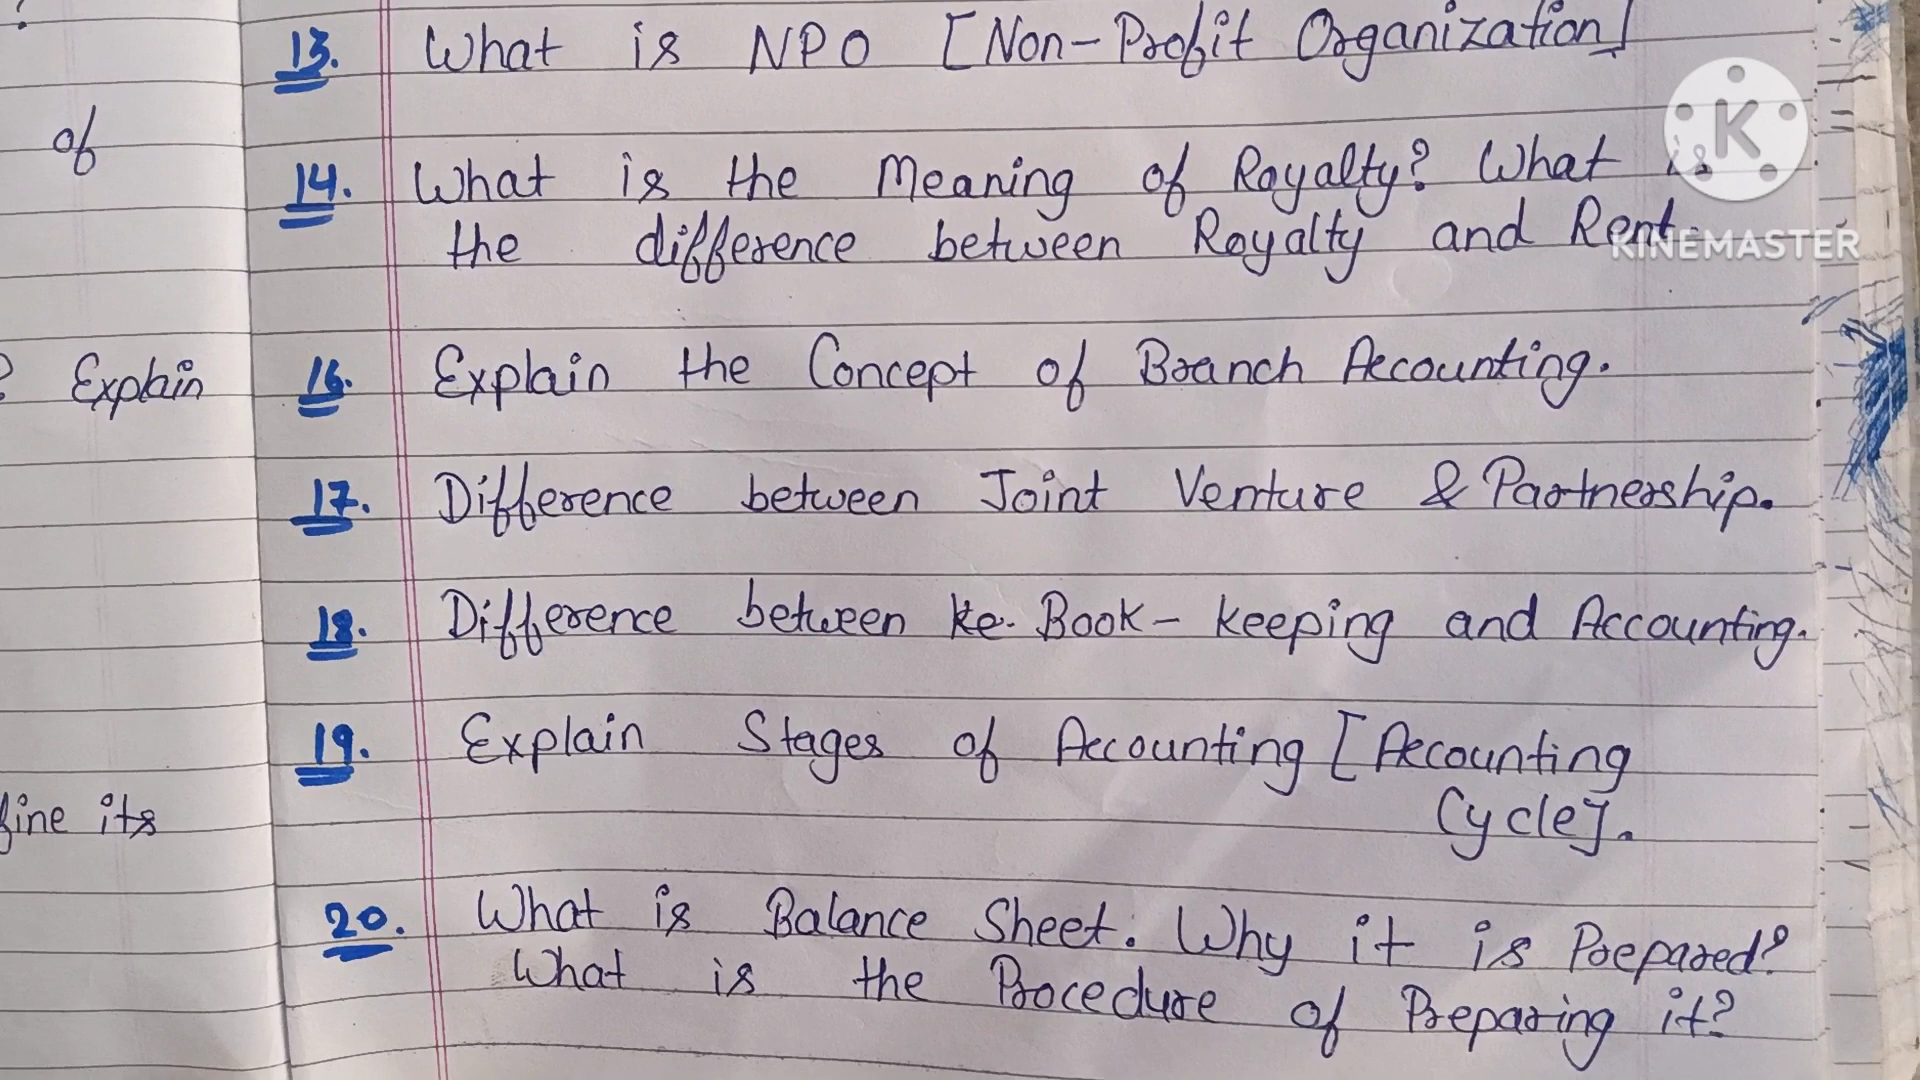 of
Explain
fine its
13. What is NPO [Non-Profit Organization]
14. What is the Meaning of Royalty? What is
the difference between Royalty and Rent.
16. Explain the Concept of Branch Accounting.
17. Difference between Joint Venture & Partnership.
18. Difference between Book-keeping and Accounting.
19. Explain Stages of Accounting [Accounting
Cycle].
20. What is Balance Sheet. Why it is Prepared?
What is the Procedure of Preparing it?
K
KINEMASTER